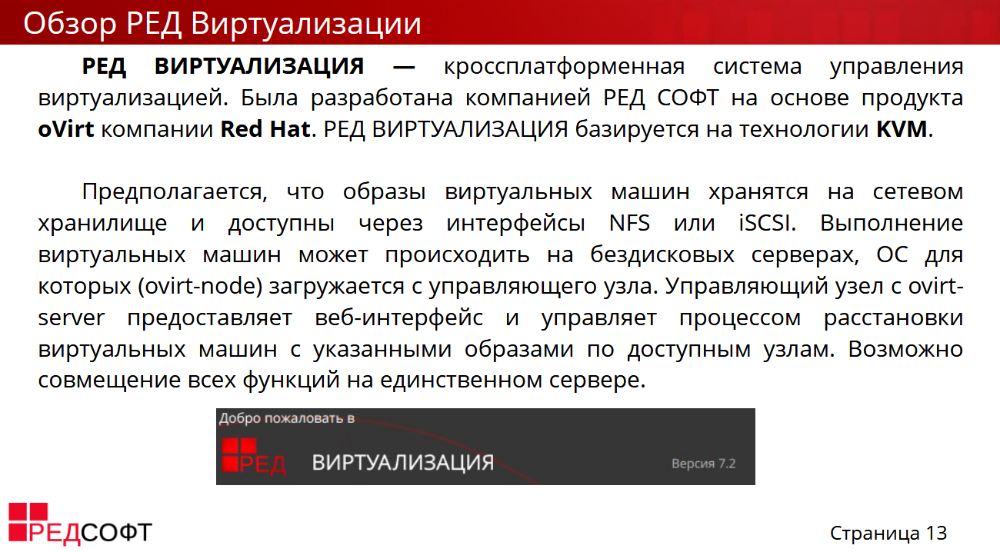 Обзор РЕД Виртуализации
РЕД ВИРТУАЛИЗАЦИЯ — кроссплатформенная система управления
виртуализацией. Была разработана компанией РЕД СОФТ на основе продукта
oVirt компании Red Hat. РЕД ВИРТУАЛИЗАЦИЯ базируется на технологии KVM.
Предполагается, что образы виртуальных машин хранятся на сетевом
хранилище и доступны через интерфейсы NFS или iSCSI. Выполнение
виртуальных машин может происходить на бездисковых серверах, ОС для
которых (ovirt-node) загружается с управляющего узла. Управляющий узел с ovirt-
server предоставляет веб-интерфейс и управляет процессом расстановки
виртуальных машин с указанными образами по доступным узлам. Возможно
совмещение всех функций на единственном сервере.
Добро пожаловать в
РЕД ВИРТУАЛИЗАЦИЯ Версия 7.2
РЕДСОФТ
Страница 13